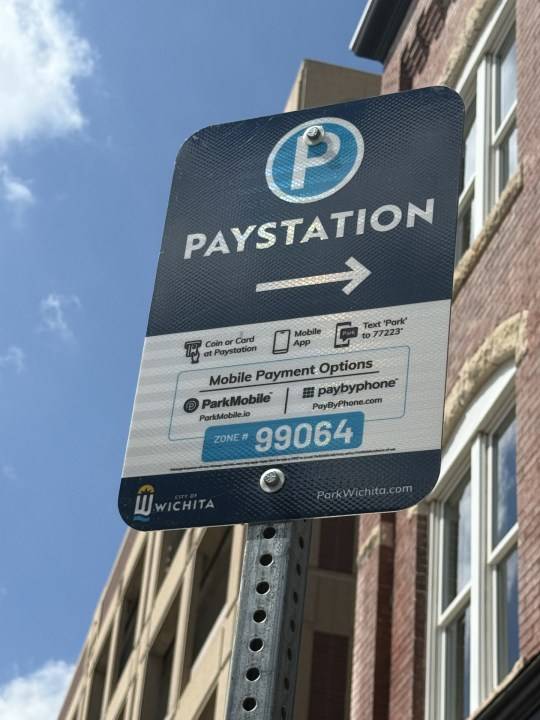 P
PAYSTATION
Coin or Card
at Paystation
Mobile
App
Park
Text 'Park'
to 77223*
Mobile Payment Options
ParkMobile
ParkMobile.io
paybyphone
PayByPhone.com
ZONE # 99064
CITY OF
WICHITA
ParkWichita.com